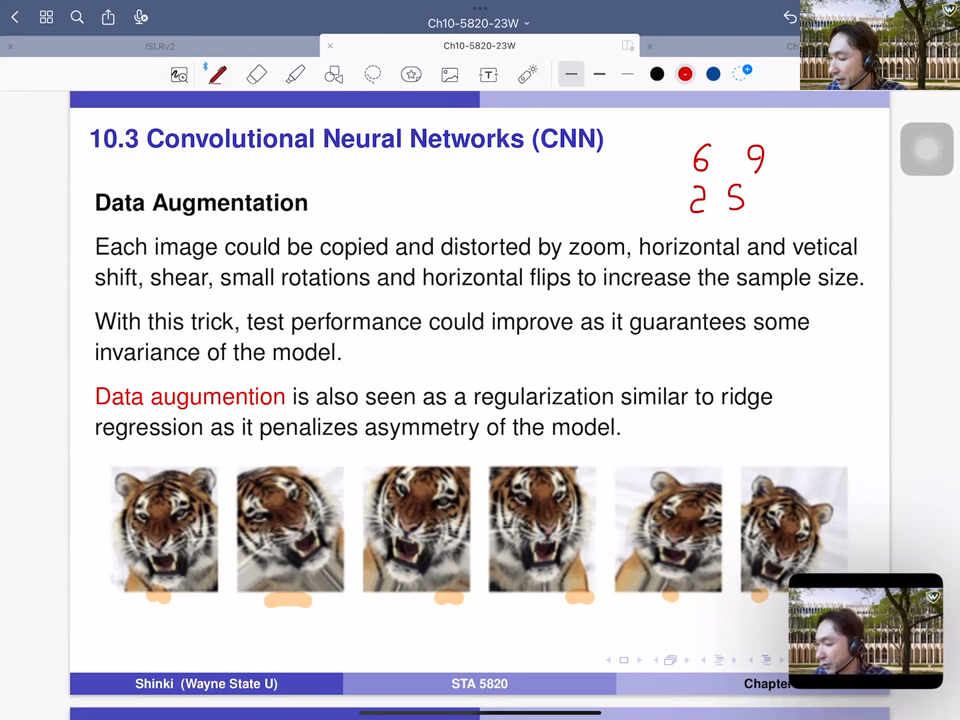 Ch10-5820-23W
ISLRv2
Ch10-5820-23W
Ch
10.3 Convolutional Neural Networks (CNN)
6 9
2 5
Data Augmentation
Each image could be copied and distorted by zoom, horizontal and vetical
shift, shear, small rotations and horizontal flips to increase the sample size.
With this trick, test performance could improve as it guarantees some
invariance of the model.
Data augumention is also seen as a regularization similar to ridge
regression as it penalizes asymmetry of the model.
Shinki (Wayne State U)
STA 5820
Chapter